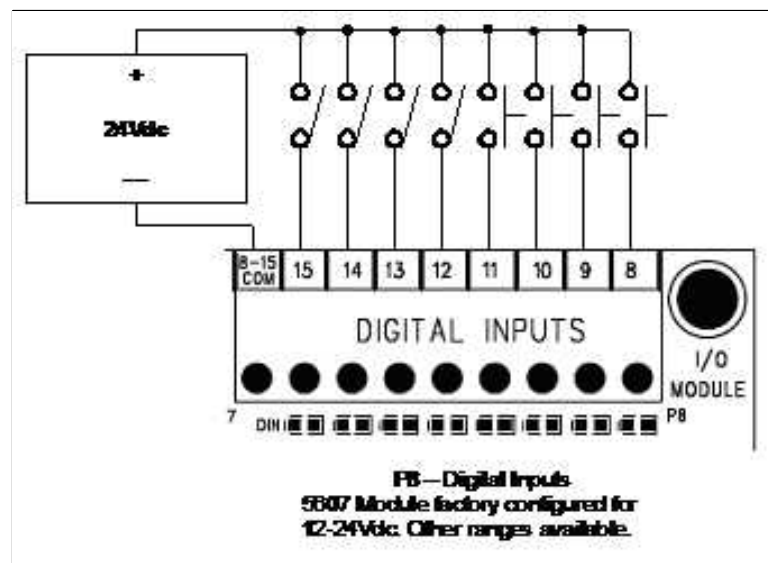 +
24Vdc
—
8-15
COM
15
14
13
12
11
10
9
8
DIGITAL INPUTS
I/O
MODULE
7
DIN
P8
P8 – Digital Inputs
5607 Module factory configured for
12-24Vdc. Other ranges available.